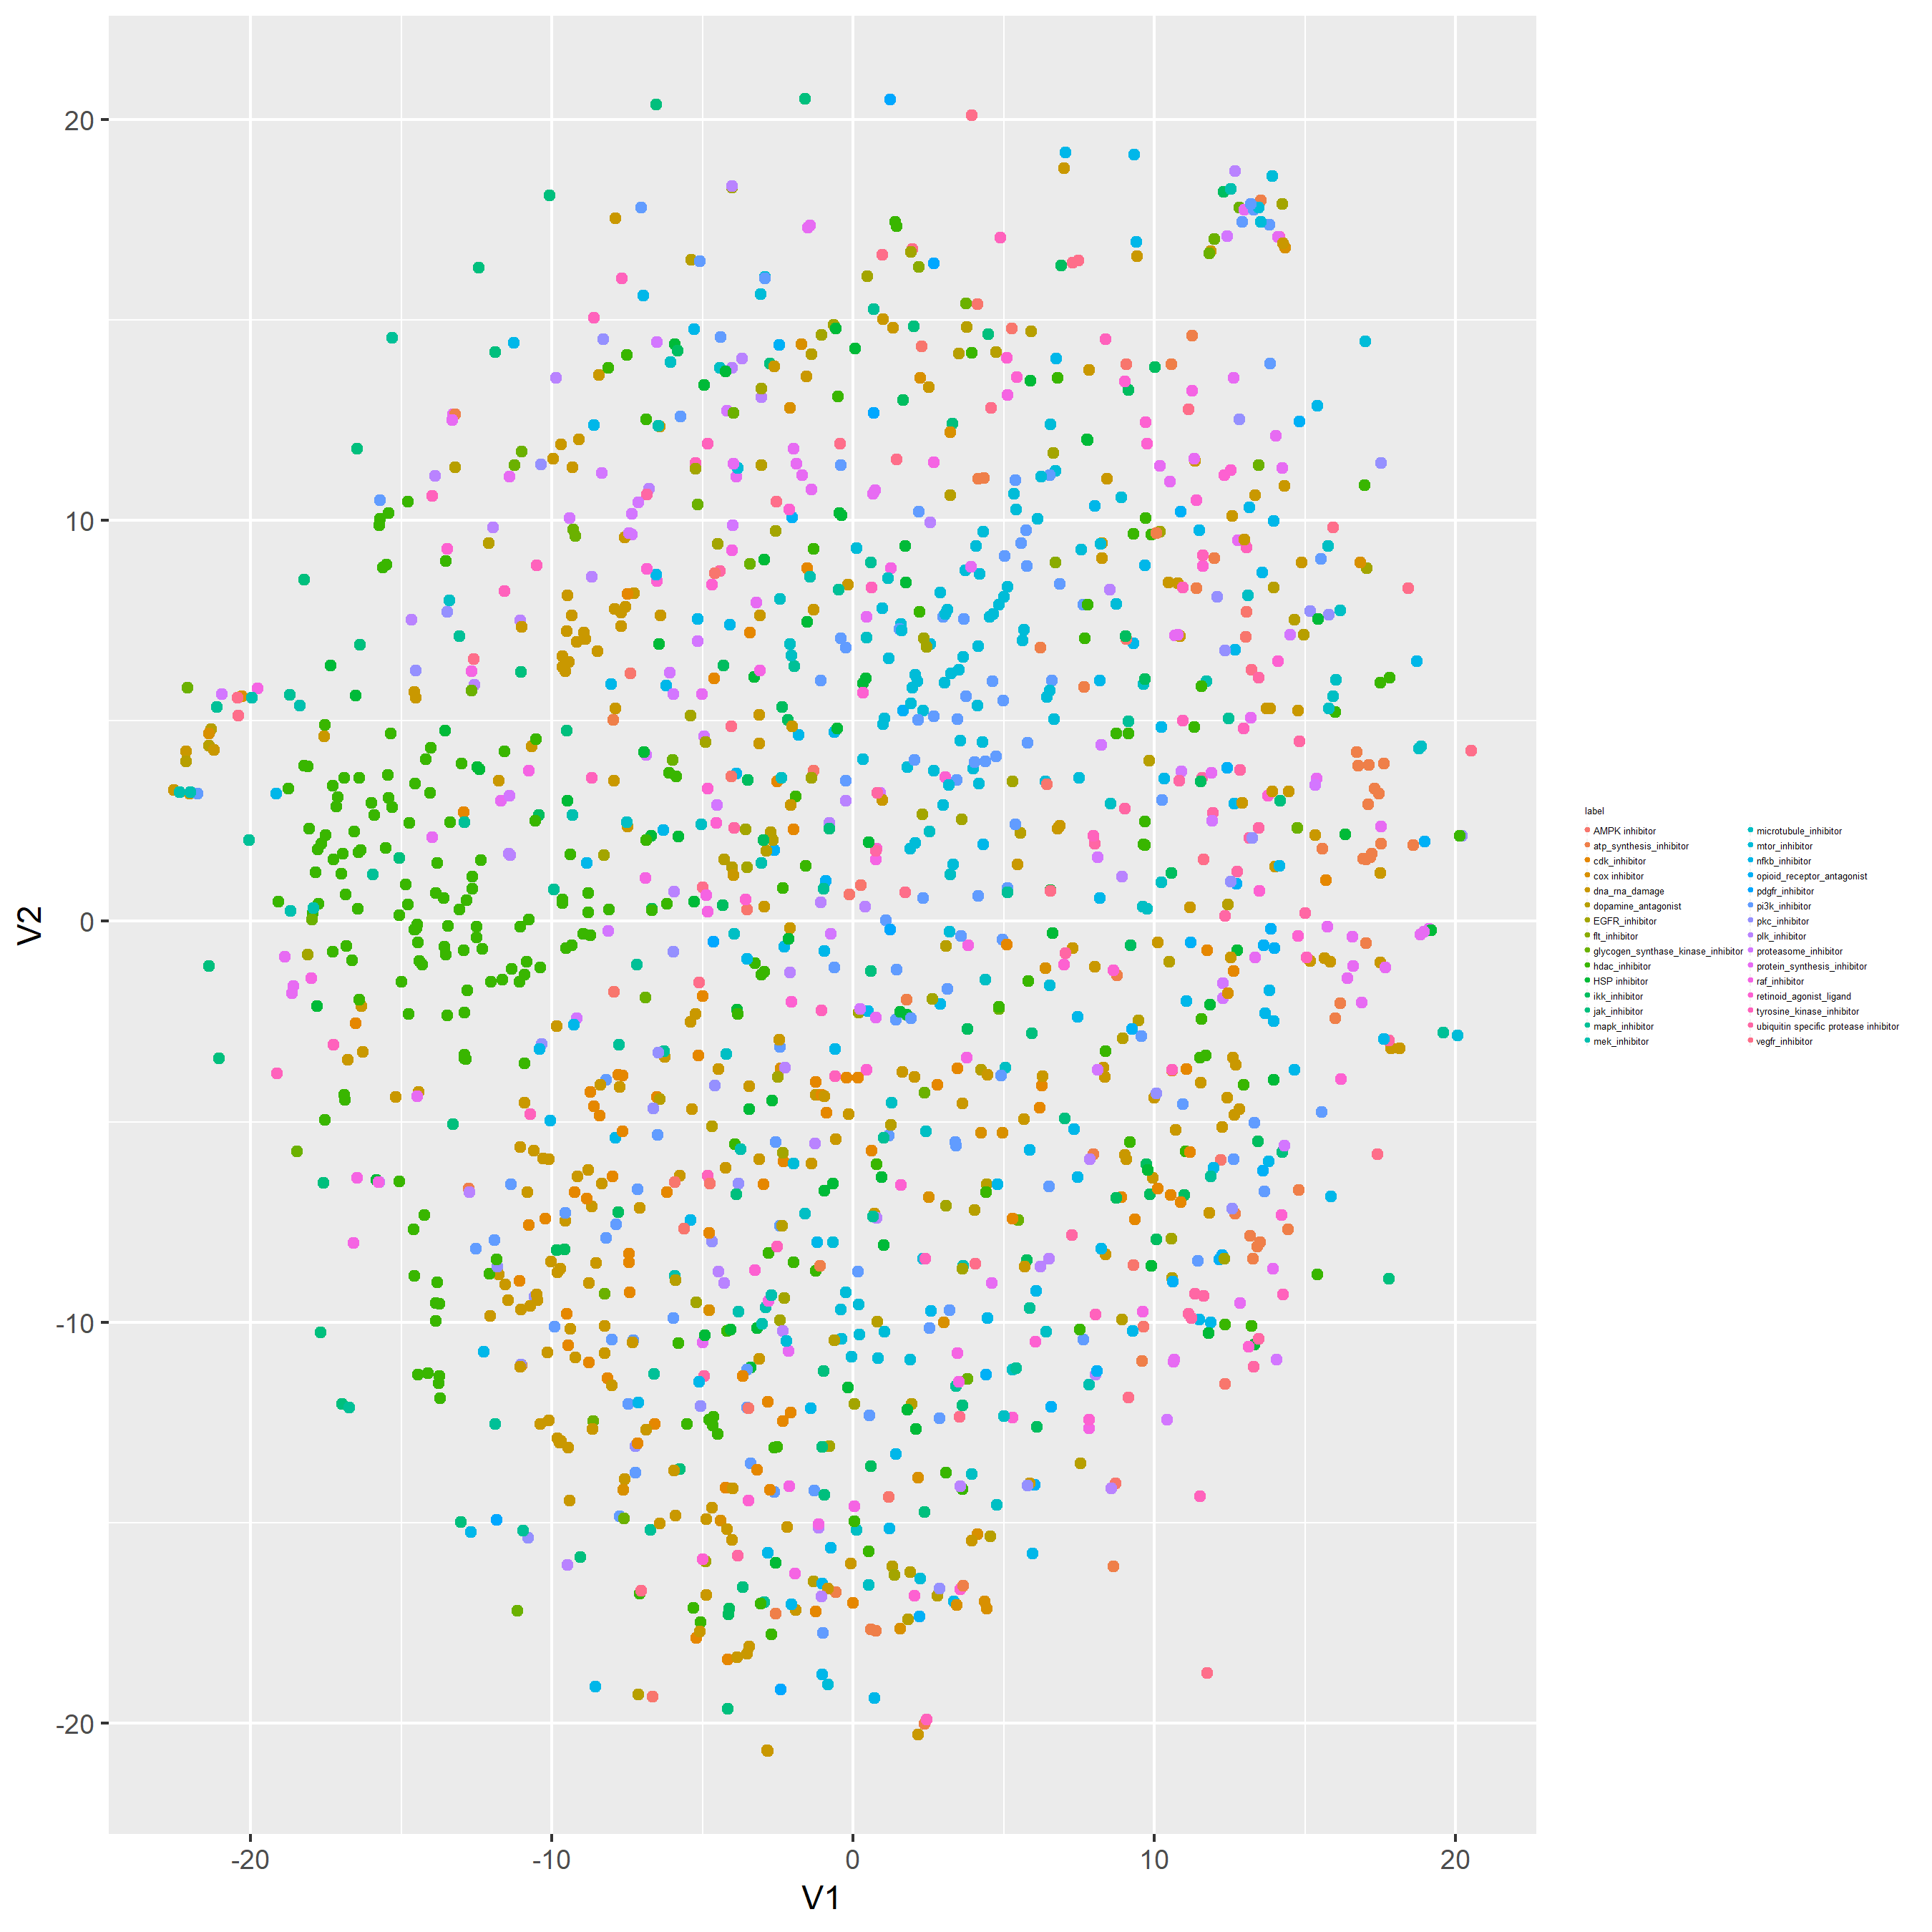 20
10
0
-10
-20
V2
-20
-10
0
10
20
V1
label
AMPK inhibitor
atp_synthesis_inhibitor
cdk_inhibitor
cox inhibitor
dna_rna_damage
dopamine_antagonist
EGFR_inhibitor
flt_inhibitor
glycogen_synthase_kinase_inhibitor
hdac_inhibitor
HSP inhibitor
ikk_inhibitor
jak_inhibitor
mapk_inhibitor
mek_inhibitor
microtubule_inhibitor
mtor_inhibitor
nfkb_inhibitor
opioid_receptor_antagonist
pdgfr_inhibitor
pi3k_inhibitor
pkc_inhibitor
plk_inhibitor
proteasome_inhibitor
protein_synthesis_inhibitor
raf_inhibitor
retinoid_agonist_ligand
tyrosine_kinase_inhibitor
ubiquitin specific protease inhibitor
vegfr_inhibitor